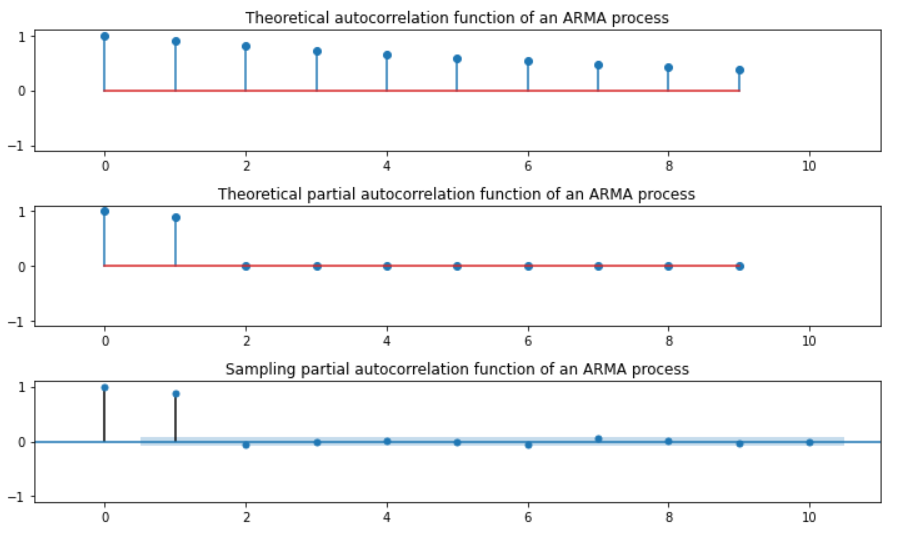 Theoretical autocorrelation function of an ARMA process
1
0
−1
0 2 4 6 8 10
Theoretical partial autocorrelation function of an ARMA process
1
0
−1
0 2 4 6 8 10
Sampling partial autocorrelation function of an ARMA process
1
0
−1
0 2 4 6 8 10